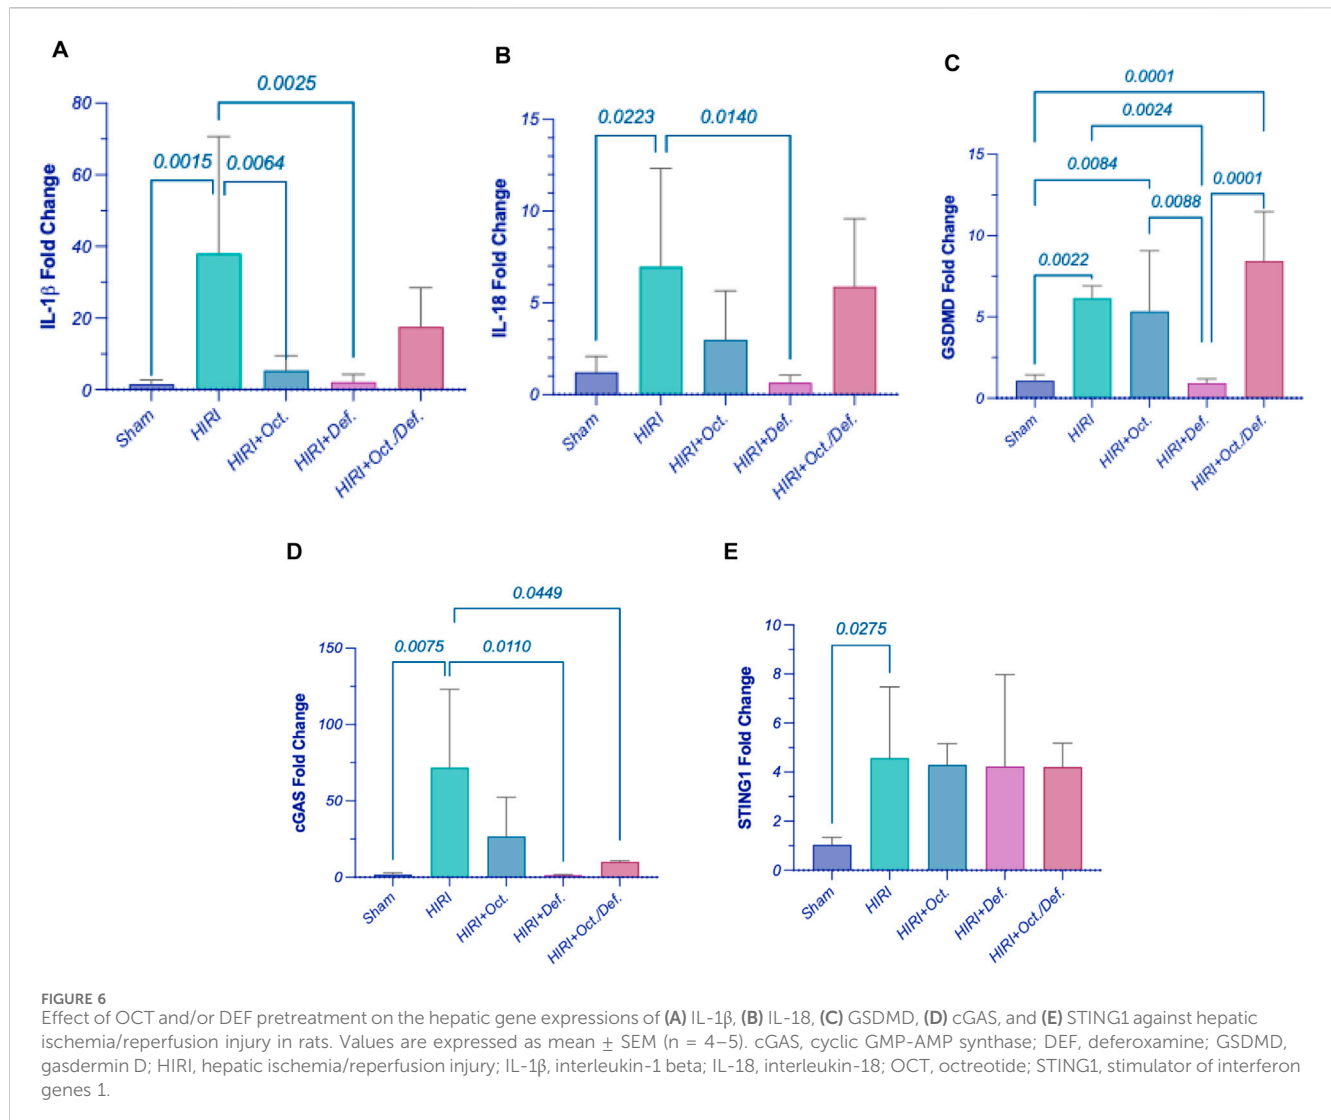 A
0.0025
0.0015
0.0064
IL-1β Fold Change
80
60
40
20
0
Sham
HIRI
HIRI+Oct.
HIRI+Def.
HIRI+Oct./Def.
B
0.0223
0.0140
IL-18 Fold Change
15
10
5
0
Sham
HIRI
HIRI+Oct.
HIRI+Def.
HIRI+Oct./Def.
C
0.0001
0.0024
0.0084
0.0001
0.0088
0.0022
GSDMD Fold Change
15
10
5
0
Sham
HIRI
HIRI+Oct.
HIRI+Def.
HIRI+Oct./Def.
D
0.0449
0.0075
0.0110
cGAS Fold Change
150
100
50
0
Sham
HIRI
HIRI+Oct.
HIRI+Def.
HIRI+Oct./Def.
E
0.0275
STING1 Fold Change
10
8
6
4
2
0
Sham
HIRI
HIRI+Oct.
HIRI+Def.
HIRI+Oct./Def.
FIGURE 6
Effect of OCT and/or DEF pretreatment on the hepatic gene expressions of (A) IL-1β, (B) IL-18, (C) GSDMD, (D) cGAS, and (E) STING1 against hepatic
ischemia/reperfusion injury in rats. Values are expressed as mean ± SEM (n = 4–5). cGAS, cyclic GMP-AMP synthase; DEF, deferoxamine; GSDMD,
gasdermin D; HIRI, hepatic ischemia/reperfusion injury; IL-1β, interleukin-1 beta; IL-18, interleukin-18; OCT, octreotide; STING1, stimulator of interferon
genes 1.